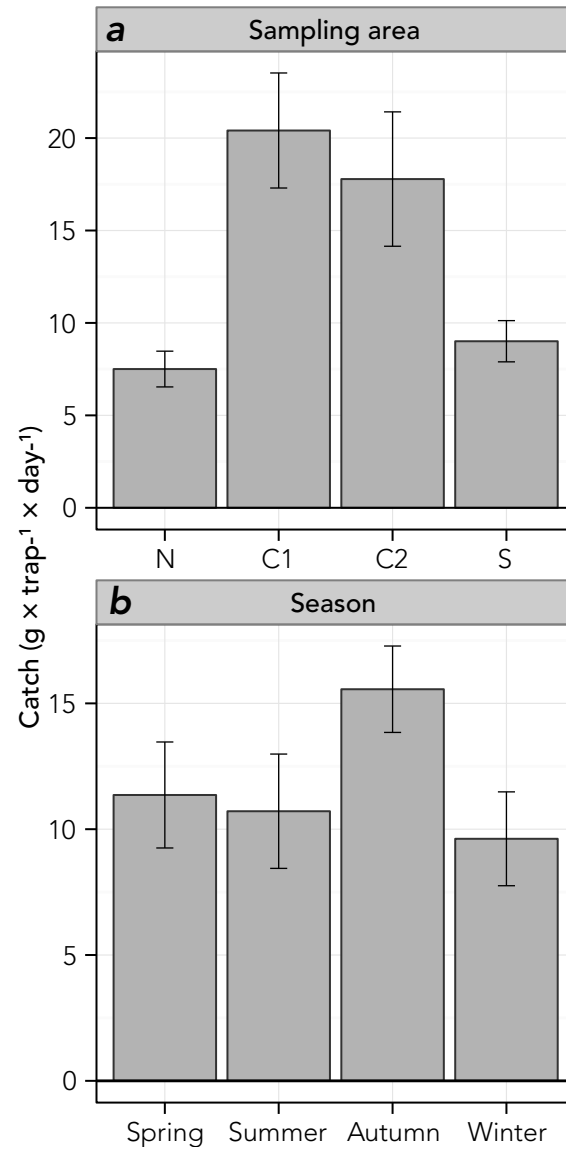 a Sampling area
20
15
10
5
0
N C1 C2 S
b Season
15
10
5
0
Spring Summer Autumn Winter
Catch (g × trap-¹ × day-¹)